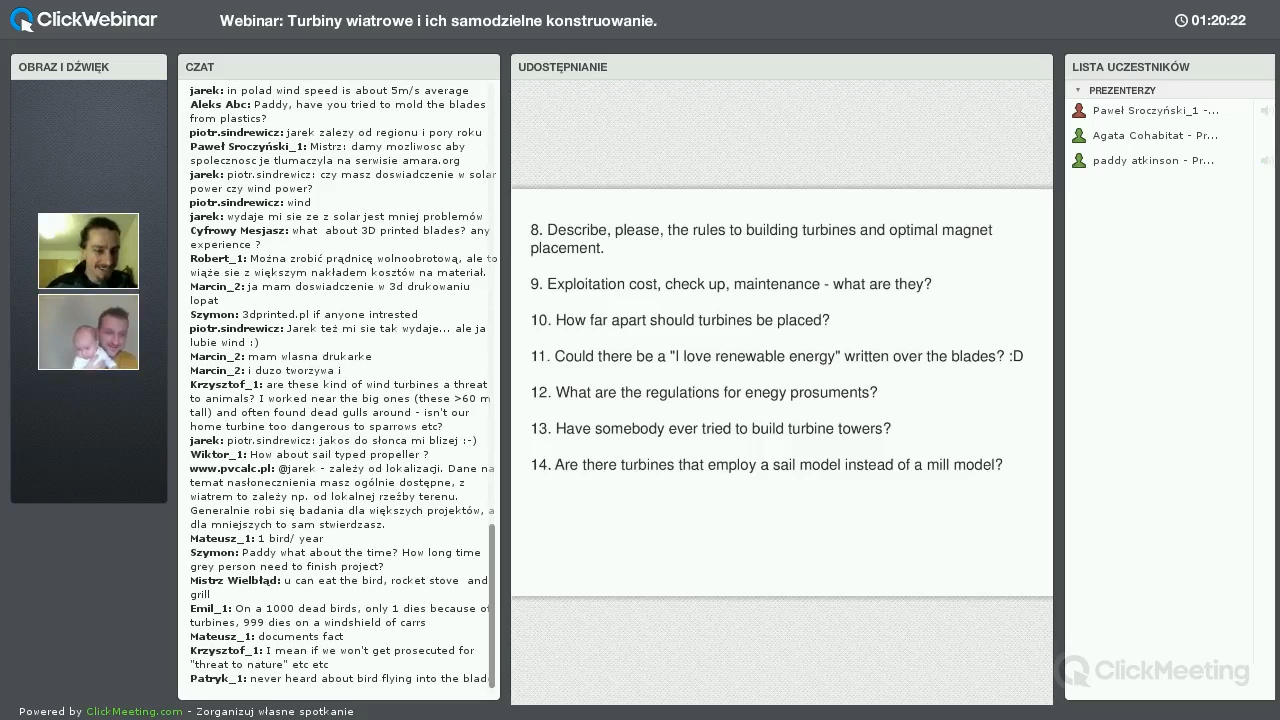 ClickWebinar
Webinar: Turbiny wiatrowe i ich samodzielne konstruowanie.
01:20:22
OBRAZ I DŹWIĘK
CZAT
jarek: in polad wind speed is about 5m/s average
Aleks Abc: Paddy, have you tried to mold the blades
from plastics?
piotr.sindrewicz: jarek zalezy od regionu i pory roku
Paweł Sroczyński_1: Mistrz: damy mozliwosc aby
spolecznosc je tlumaczyla na serwisie amara.org
jarek: piotr.sindrewicz: czy masz doswiadczenie w solar
power czy wind power?
piotr.sindrewicz: wind
jarek: wydaje mi sie ze z solar jest mniej problemów
Cyfrowy Mesjasz: what about 3D printed blades? any
experience ?
Robert_1: Można zrobić prądnicę wolnoobrotową, ale to
wiąże sie z większym nakładem kosztów na materiał.
Marcin_2: ja mam doswiadczenie w 3d drukowaniu
lopat
Szymon: 3dprinted.pl if anyone intrested
piotr.sindrewicz: Jarek też mi sie tak wydaje... ale ja
lubie wind :)
Marcin_2: mam wlasna drukarke
Marcin_2: i duzo tworzywa i
Krzysztof_1: are these kind of wind turbines a threat
to animals? I worked near the big ones (these >60 m
tall) and often found dead gulls around - isn't our
home turbine too dangerous to sparrows etc?
jarek: piotr.sindrewicz: jakos do słonca mi blizej :-)
Wiktor_1: How about sail typed propeller ?
www.pvcalc.pl: @jarek - zależy od lokalizacji. Dane na
temat nasłonecznienia masz ogólnie dostępne, z
wiatrem to zależy np. od lokalnej rzeźby terenu.
Generalnie robi się badania dla większych projektów, a
dla mniejszych to sam stwierdzasz.
Mateusz_1: 1 bird/ year
Szymon: Paddy what about the time? How long time
grey person need to finish project?
Mistrz Wielbłąd: u can eat the bird, rocket stove and
grill
Emil_1: On a 1000 dead birds, only 1 dies because of
turbines, 999 dies on a windshield of carrs
Mateusz_1: documents fact
Krzysztof_1: I mean if we won't get prosecuted for
"threat to nature" etc etc
Patryk_1: never heard about bird flying into the blad
UDOSTĘPNIANIE
8. Describe, please, the rules to building turbines and optimal magnet
placement.
9. Exploitation cost, check up, maintenance - what are they?
10. How far apart should turbines be placed?
11. Could there be a "I love renewable energy" written over the blades? :D
12. What are the regulations for enegy prosuments?
13. Have somebody ever tried to build turbine towers?
14. Are there turbines that employ a sail model instead of a mill model?
LISTA UCZESTNIKÓW
PREZENTERZY
Paweł Sroczyński_1 -...
Agata Cohabitat - Pr...
paddy atkinson - Pr...
ClickMeeting
Powered by ClickMeeting.com - Zorganizuj własne spotkanie